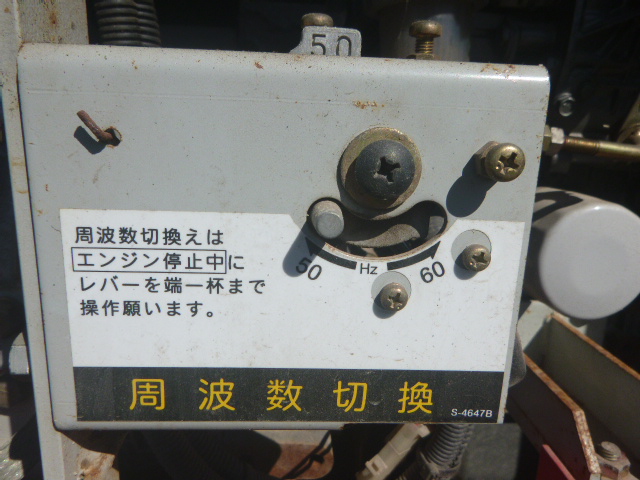 50
周波数切換えは
エンジン停止中に
レバーを端一杯まで
操作願います。
50 Hz 60
周波数切換
S-4647B